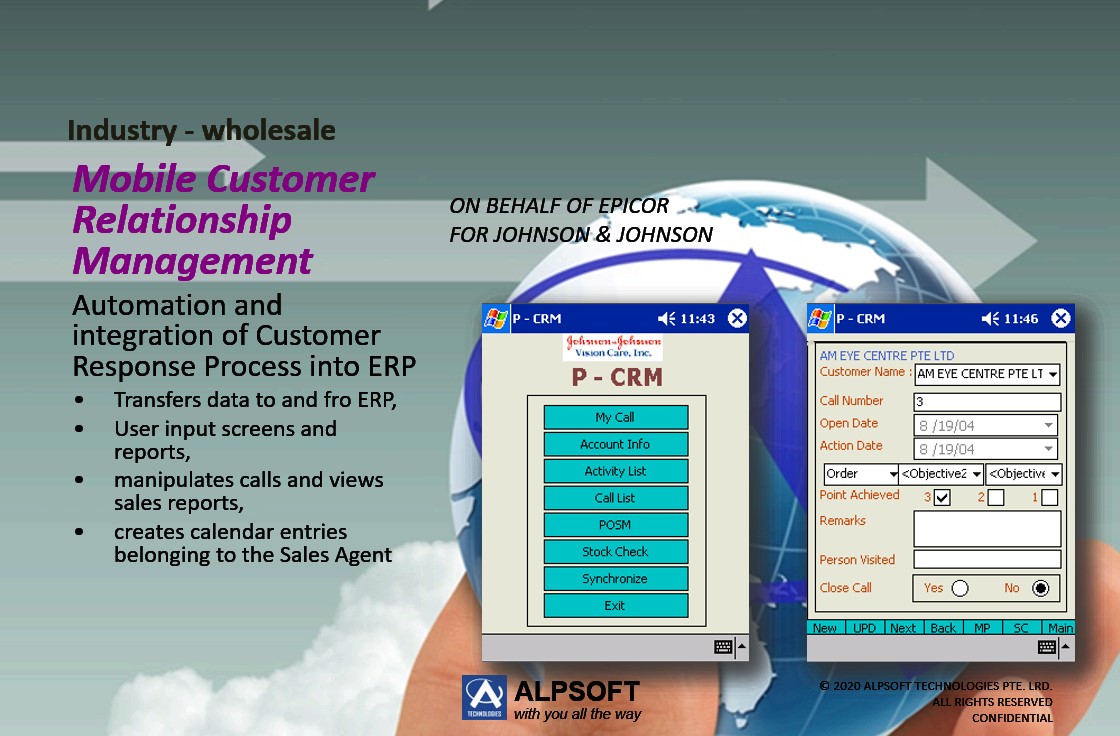 Industry - wholesale
Mobile Customer
Relationship
Management
ON BEHALF OF EPICOR
FOR JOHNSON & JOHNSON
Automation and
integration of Customer
Response Process into ERP
• Transfers data to and fro ERP,
• User input screens and
reports,
• manipulates calls and views
sales reports,
• creates calendar entries
belonging to the Sales Agent
P - CRM 11:43
Johnson & Johnson
Vision Care, Inc.
P - CRM
My Call
Account Info
Activity List
Call List
POSM
Stock Check
Synchronize
Exit
P - CRM 11:46
AM EYE CENTRE PTE LTD
Customer Name : AM EYE CENTRE PTE LT
Call Number 3
Open Date 8 /19/04
Action Date 8 /19/04
Order <Objective2 <Objective
Point Achieved 3 2 1
Remarks
Person Visited
Close Call Yes No
New UPD Next Back MP SC Main
TECHNOLOGIES
ALPSOFT
with you all the way
© 2020 ALPSOFT TECHNOLOGIES PTE. LRD.
ALL RIGHTS RESERVED
CONFIDENTIAL